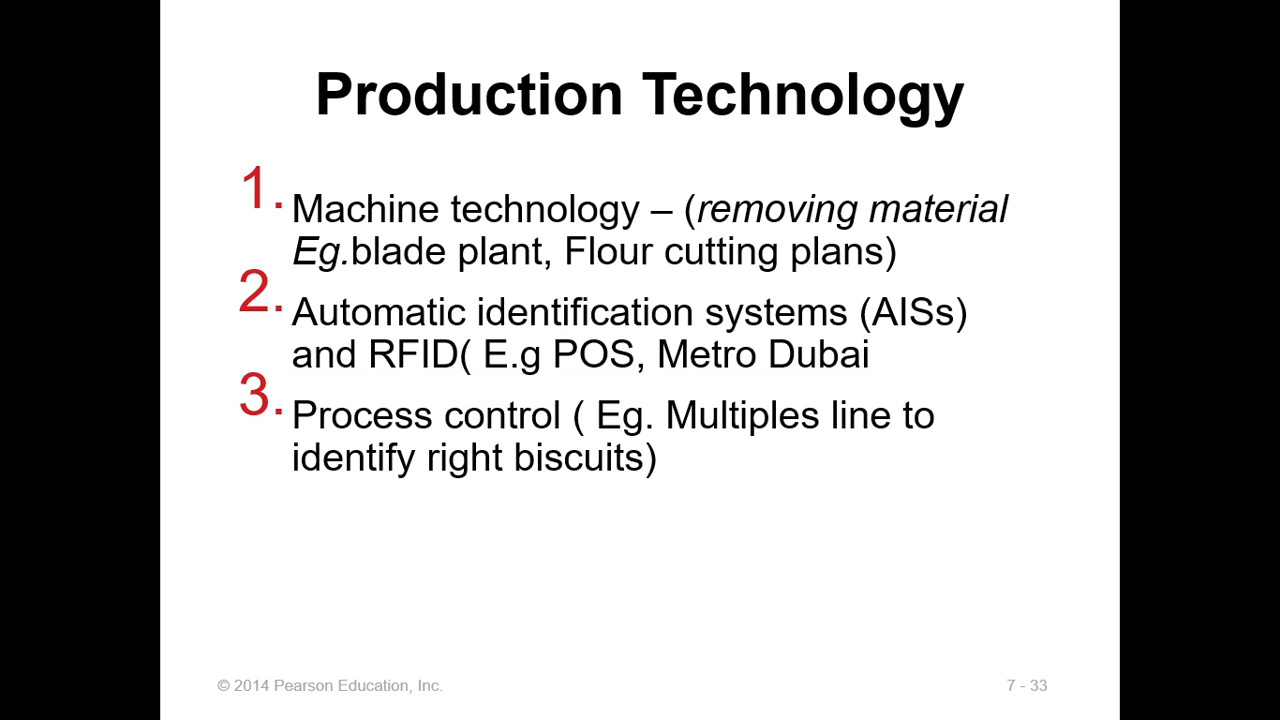 Production Technology
1. Machine technology – (removing material
Eg.blade plant, Flour cutting plans)
2. Automatic identification systems (AISs)
and RFID( E.g POS, Metro Dubai
3. Process control ( Eg. Multiples line to
identify right biscuits)
© 2014 Pearson Education, Inc.
7 - 33